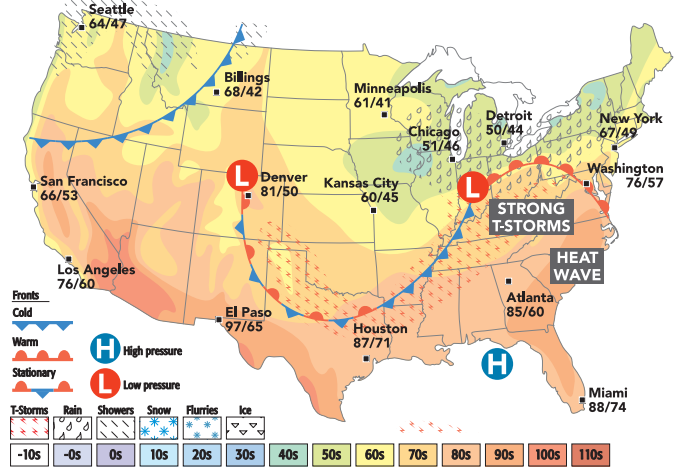 Seattle
64/47
Billings
68/42
Minneapolis
61/41
Detroit
50/44
New York
67/49
Chicago
51/46
Washington
76/57
San Francisco
66/53
L
Denver
81/50
Kansas City
60/45
L
STRONG
T-STORMS
HEAT
WAVE
Los Angeles
76/60
El Paso
97/65
Atlanta
85/60
Houston
87/71
H
Miami
88/74
Fronts
Cold
Warm
Stationary
H High pressure
L Low pressure
T-Storms Rain Showers Snow Flurries Ice
-10s -0s 0s 10s 20s 30s 40s 50s 60s 70s 80s 90s 100s 110s